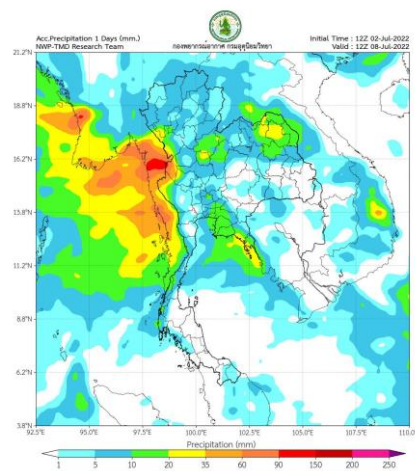 Acc.Precipitation 1 Days (mm.)
NWP-TMD Research Team
กองพยากรณ์อากาศ กรมอุตุนิยมวิทยา
Initial Time : 12Z 02-Jul-2022
Valid : 12Z 08-Jul-2022
21.2°N
18.8°N
16.2°N
13.8°N
11.2°N
8.8°N
6.2°N
3.8°N
92.5°E 95.0°E 97.5°E 100.0°E 102.5°E 105.0°E 107.5°E 110.0
Precipitation (mm)
1 5 10 20 35 60 90 150 200 250